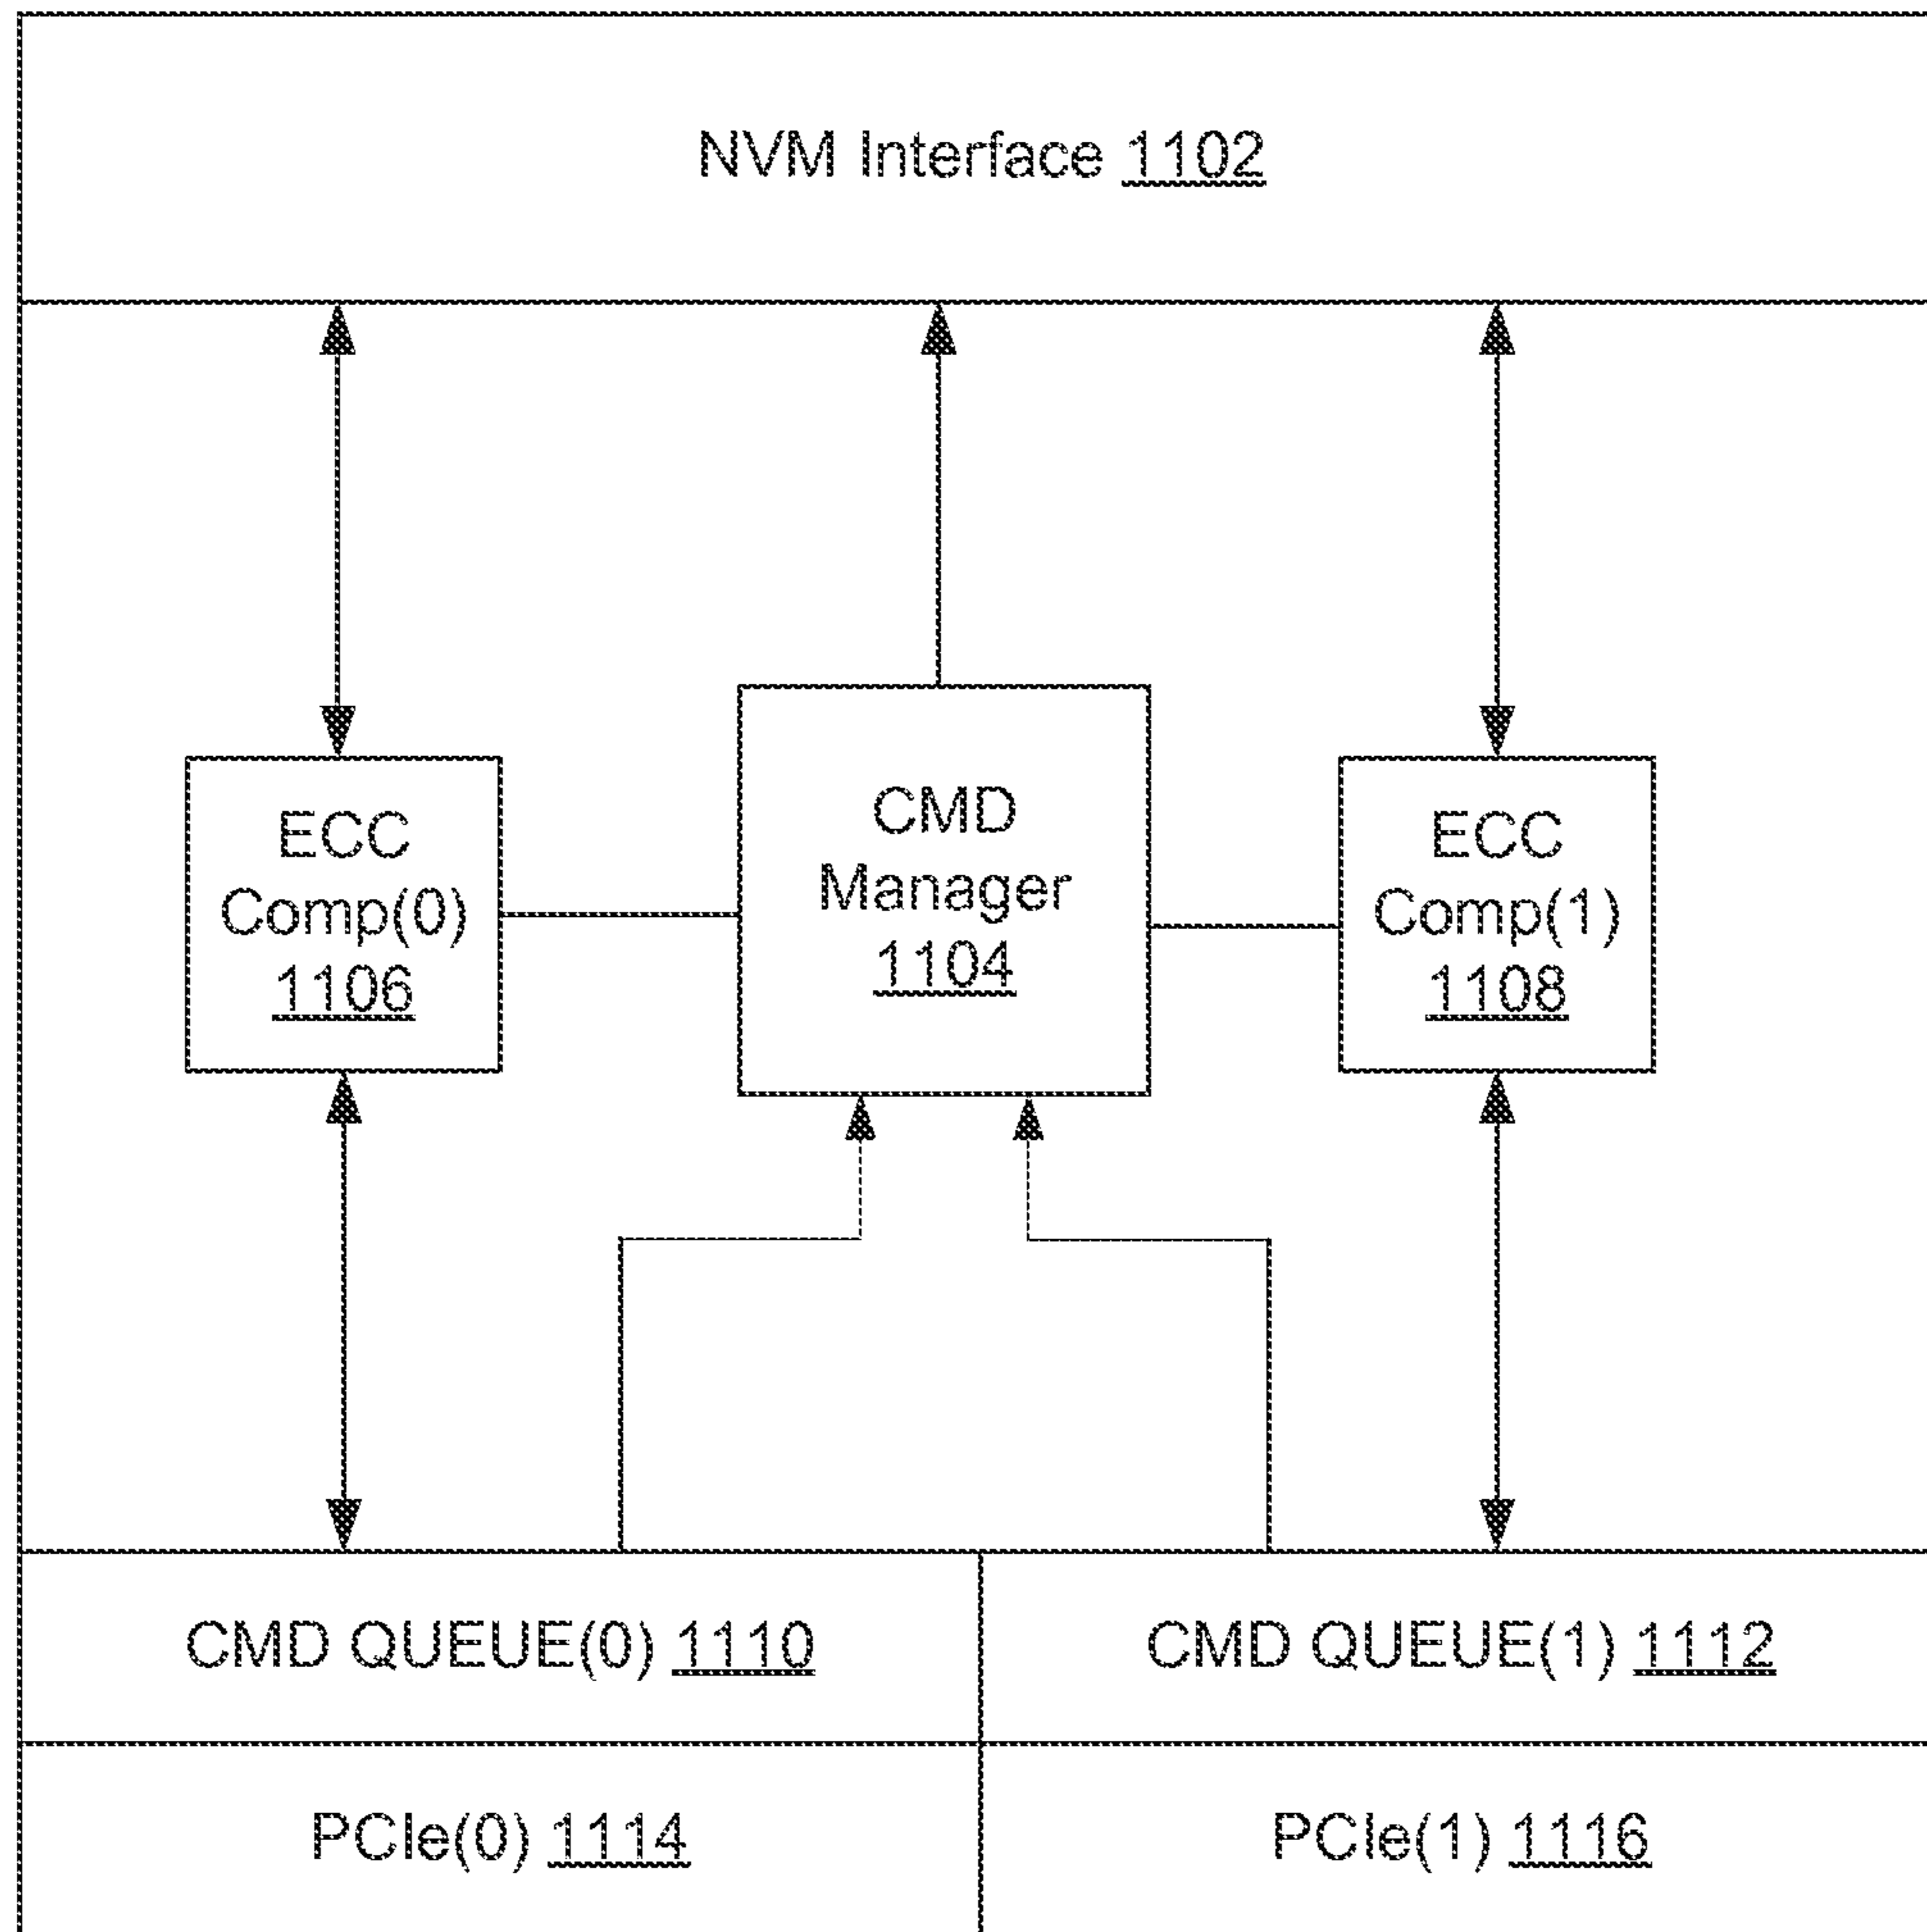 NVM Interface 1102
ECC
Comp(0)
1106
CMD
Manager
1104
ECC
Comp(1)
1108
CMD QUEUE(0) 1110
CMD QUEUE(1) 1112
PCIe(0) 1114
PCIe(1) 1116